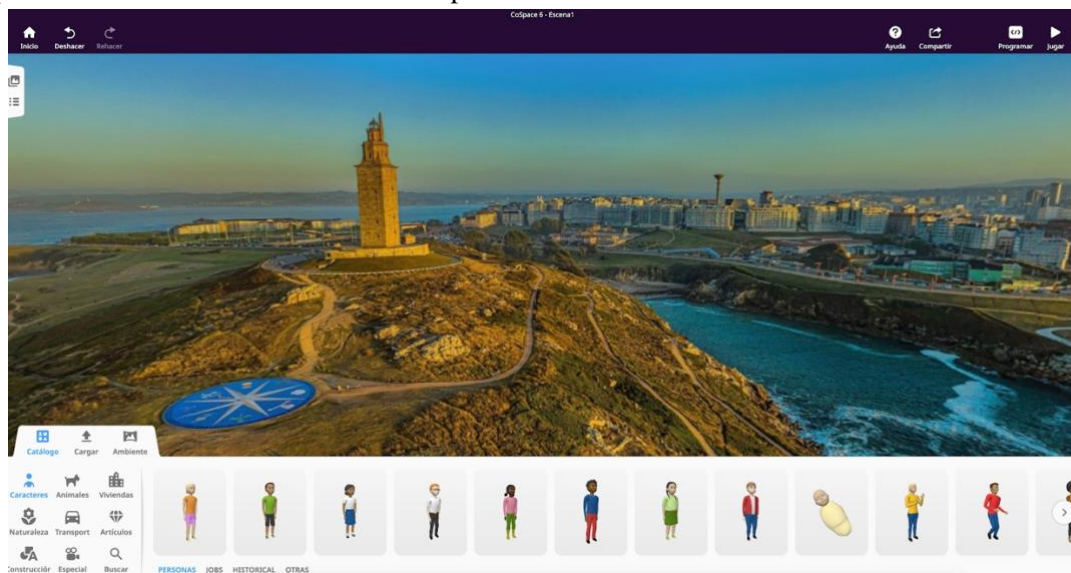 CoSpace 6 - Escena1
Inicio Deshacer Rehacer Ayuda Compartir Programar Jugar
Catálogo Cargar Ambiente
Caracteres Animales Viviendas
Naturaleza Transport Artículos
Construcción Especial Buscar
PERSONAS JOBS HISTORICAL OTRAS